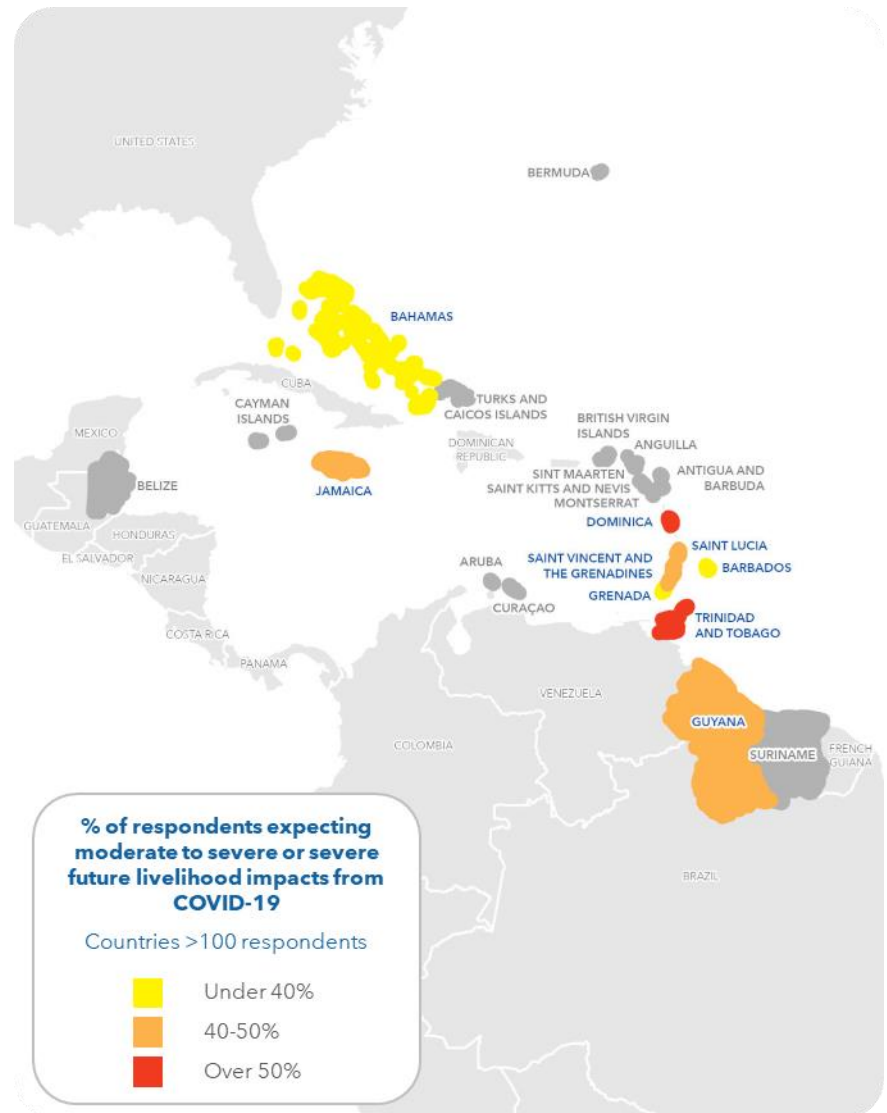 UNITED STATES
BERMUDA
BAHAMAS
CUBA
TURKS AND
CAICOS ISLANDS
CAYMAN
ISLANDS
MEXICO
DOMINICAN
REPUBLIC
BRITISH VIRGIN
ISLANDS
ANGUILLA
BELIZE
JAMAICA
SINT MAARTEN
SAINT KITTS AND NEVIS
MONTSERRAT
ANTIGUA AND
BARBUDA
GUATEMALA
HONDURAS
DOMINICA
EL SALVADOR
SAINT LUCIA
NICARAGUA
ARUBA
SAINT VINCENT AND
THE GRENADINES
BARBADOS
CURAÇAO
GRENADA
COSTA RICA
TRINIDAD
AND TOBAGO
PANAMA
VENEZUELA
GUYANA
COLOMBIA
SURINAME
FRENCH
GUIANA
BRAZIL
% of respondents expecting
moderate to severe or severe
future livelihood impacts from
COVID-19
Countries >100 respondents
Under 40%
40-50%
Over 50%